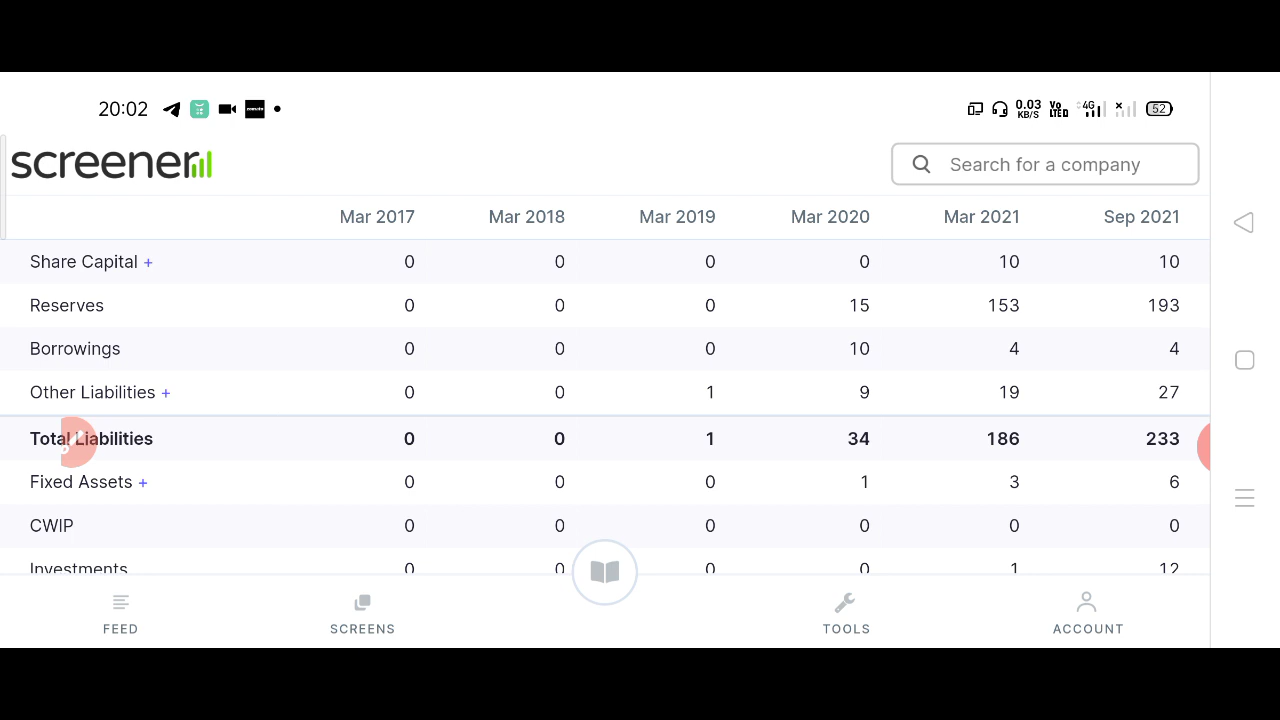 20:02 0.03 KB/S Vo LTED 4G 52
screener
Search for a company
Mar 2017 Mar 2018 Mar 2019 Mar 2020 Mar 2021 Sep 2021
Share Capital + 0 0 0 0 10 10
Reserves 0 0 0 15 153 193
Borrowings 0 0 0 10 4 4
Other Liabilities + 0 0 1 9 19 27
Total Liabilities 0 0 1 34 186 233
Fixed Assets + 0 0 0 1 3 6
CWIP 0 0 0 0 0 0
Investments 0 0 0 0 1 12
FEED SCREENS TOOLS ACCOUNT